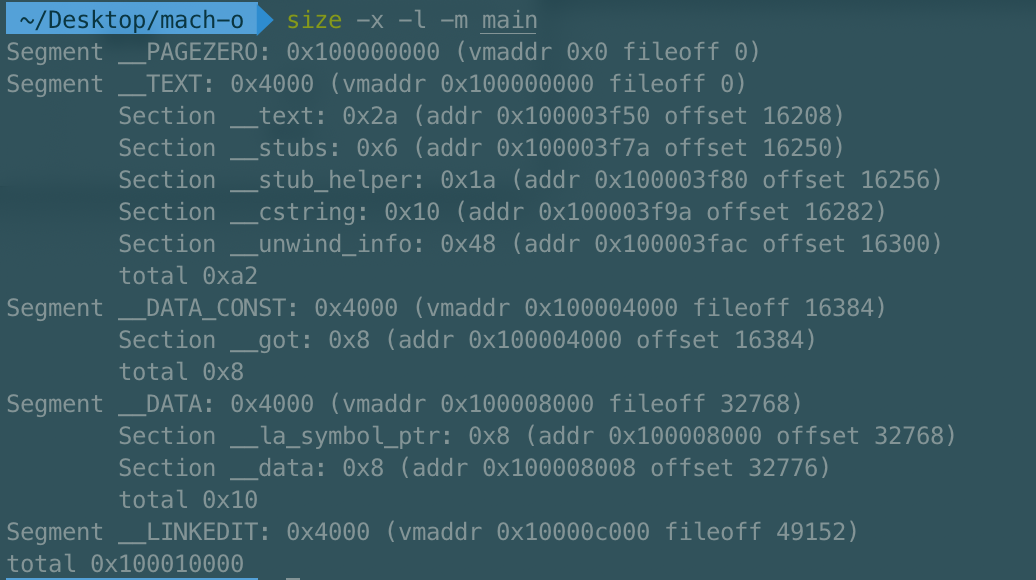 ~/Desktop/mach-o size -x -l -m main
Segment __PAGEZERO: 0x100000000 (vmaddr 0x0 fileoff 0)
Segment __TEXT: 0x4000 (vmaddr 0x100000000 fileoff 0)
Section __text: 0x2a (addr 0x100003f50 offset 16208)
Section __stubs: 0x6 (addr 0x100003f7a offset 16250)
Section __stub_helper: 0x1a (addr 0x100003f80 offset 16256)
Section __cstring: 0x10 (addr 0x100003f9a offset 16282)
Section __unwind_info: 0x48 (addr 0x100003fac offset 16300)
total 0xa2
Segment __DATA_CONST: 0x4000 (vmaddr 0x100004000 fileoff 16384)
Section __got: 0x8 (addr 0x100004000 offset 16384)
total 0x8
Segment __DATA: 0x4000 (vmaddr 0x100008000 fileoff 32768)
Section __la_symbol_ptr: 0x8 (addr 0x100008000 offset 32768)
Section __data: 0x8 (addr 0x100008008 offset 32776)
total 0x10
Segment __LINKEDIT: 0x4000 (vmaddr 0x10000c000 fileoff 49152)
total 0x100010000